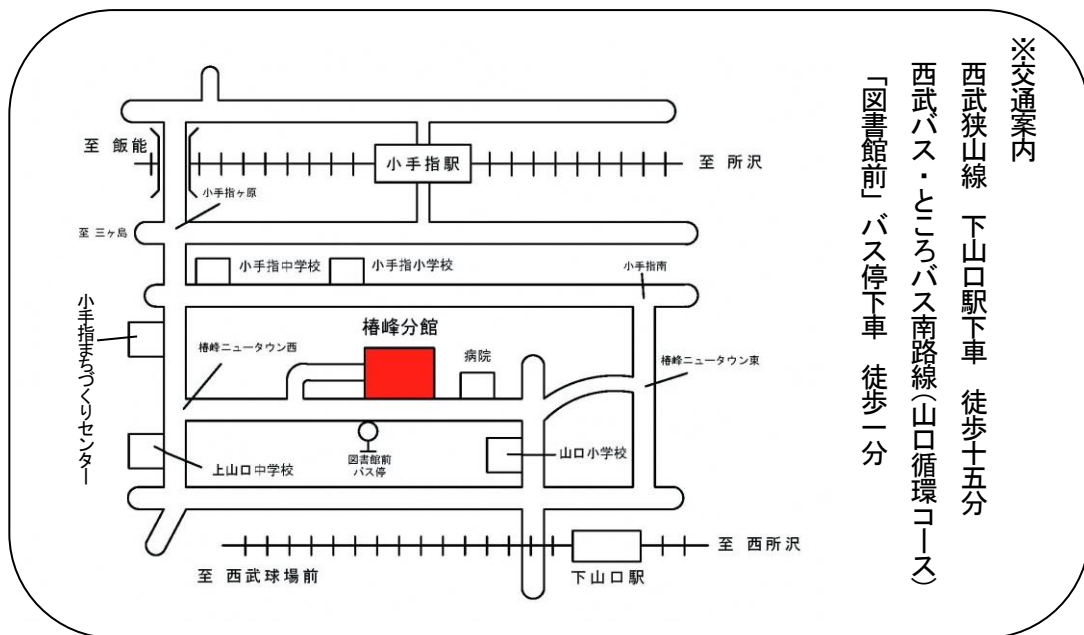 ※交通案内
西武狭山線　下山口駅下車　徒歩十五分
西武バス・ところバス南路線（山口循環コース）
「図書館前」バス停下車　徒歩一分
至 飯能
小手指駅
至 所沢
小手指ヶ原
至 三ヶ島
小手指中学校
小手指小学校
小手指南
小手指まちづくりセンター
椿峰分館
椿峰ニュータウン西
病院
椿峰ニュータウン東
上山口中学校
図書館前
バス停
山口小学校
至 西所沢
至 西武球場前
下山口駅